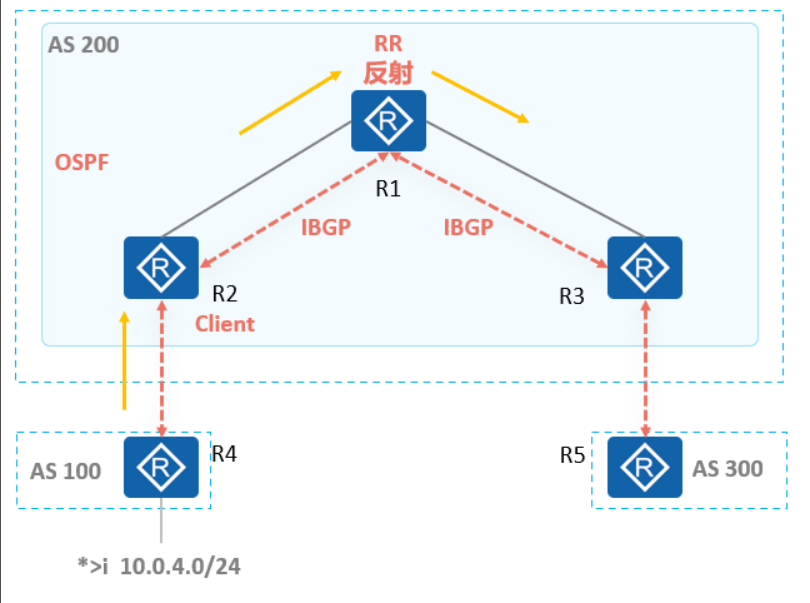 AS 200
RR
反射
R
OSPF
R1
IBGP IBGP
R R
R2 R3
Client
R R4 R5 R
AS 100 AS 300
*>i 10.0.4.0/24